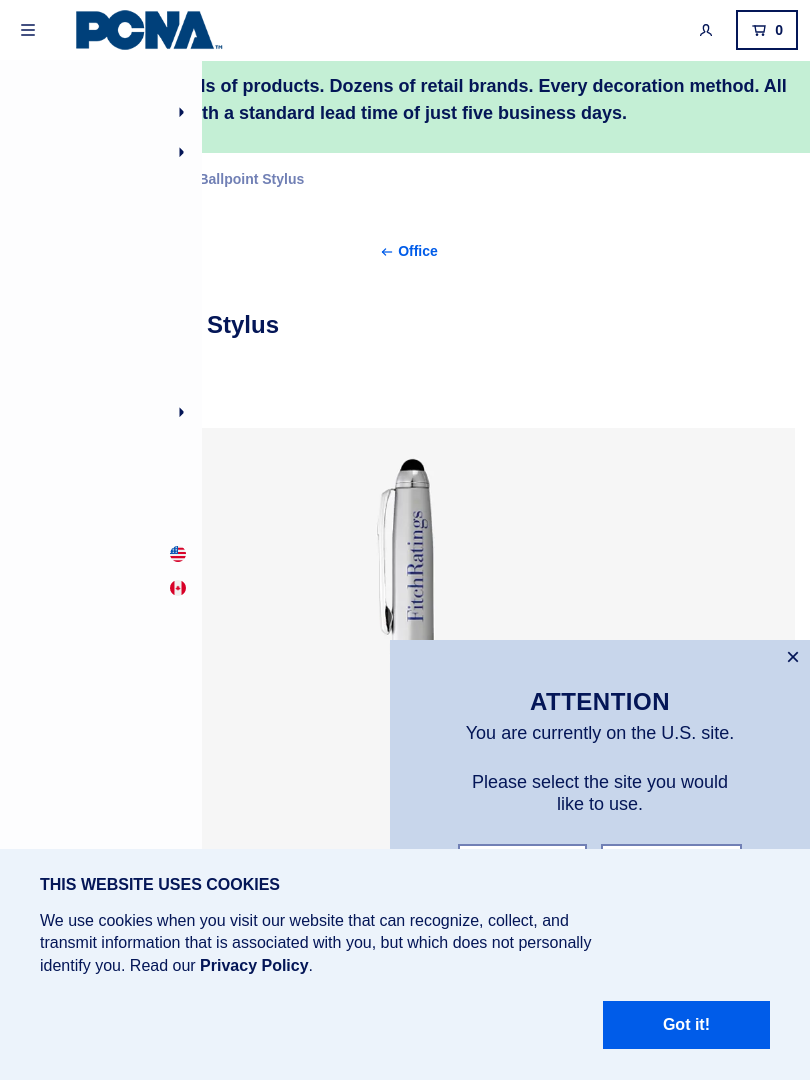 PCNA™
0
ls of products. Dozens of retail brands. Every decoration method. All
th a standard lead time of just five business days.
Ballpoint Stylus
← Office
Stylus
FitchRatings
×
ATTENTION
You are currently on the U.S. site.
Please select the site you would
like to use.
THIS WEBSITE USES COOKIES
We use cookies when you visit our website that can recognize, collect, and
transmit information that is associated with you, but which does not personally
identify you. Read our Privacy Policy.
Got it!